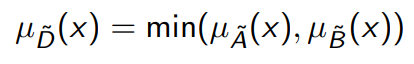 μ_D̃(x) = min(μ_Ã(x), μ_B̃(x))